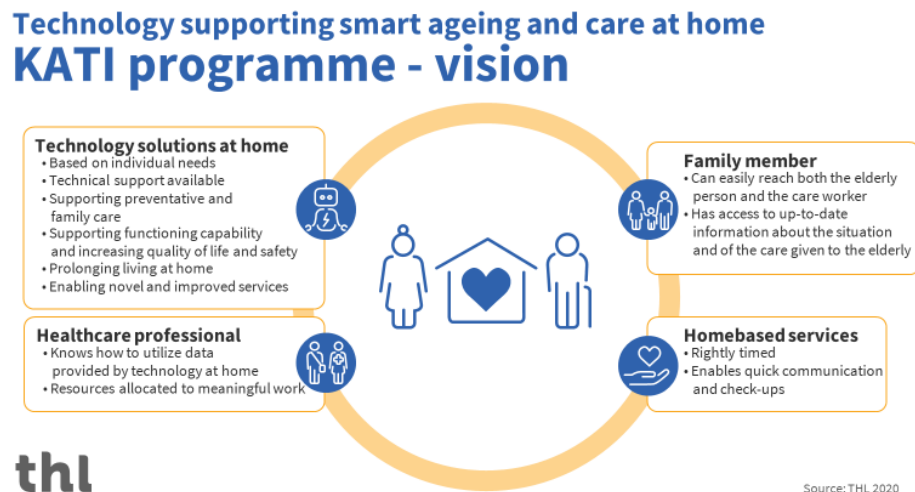 Technology supporting smart ageing and care at home
KATI programme - vision
Technology solutions at home
• Based on individual needs
• Technical support available
• Supporting preventative and
family care
• Supporting functioning capability
and increasing quality of life and safety
• Prolonging living at home
• Enabling novel and improved services
Healthcare professional
• Knows how to utilize data
provided by technology at home
• Resources allocated to meaningful work
Family member
• Can easily reach both the elderly
person and the care worker
• Has access to up-to-date
information about the situation
and of the care given to the elderly
Homebased services
• Rightly timed
• Enables quick communication
and check-ups
thl
Source: THL 2020